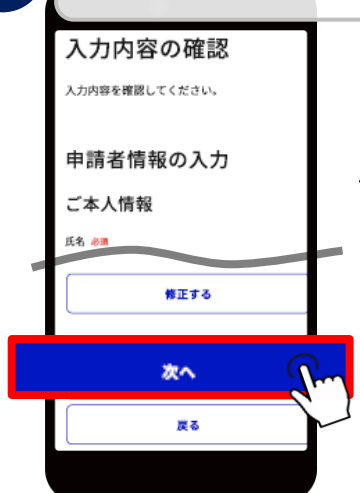 入力内容の確認
入力内容を確認してください。
申請者情報の入力
ご本人情報
氏名 必須
修正する
次へ
戻る